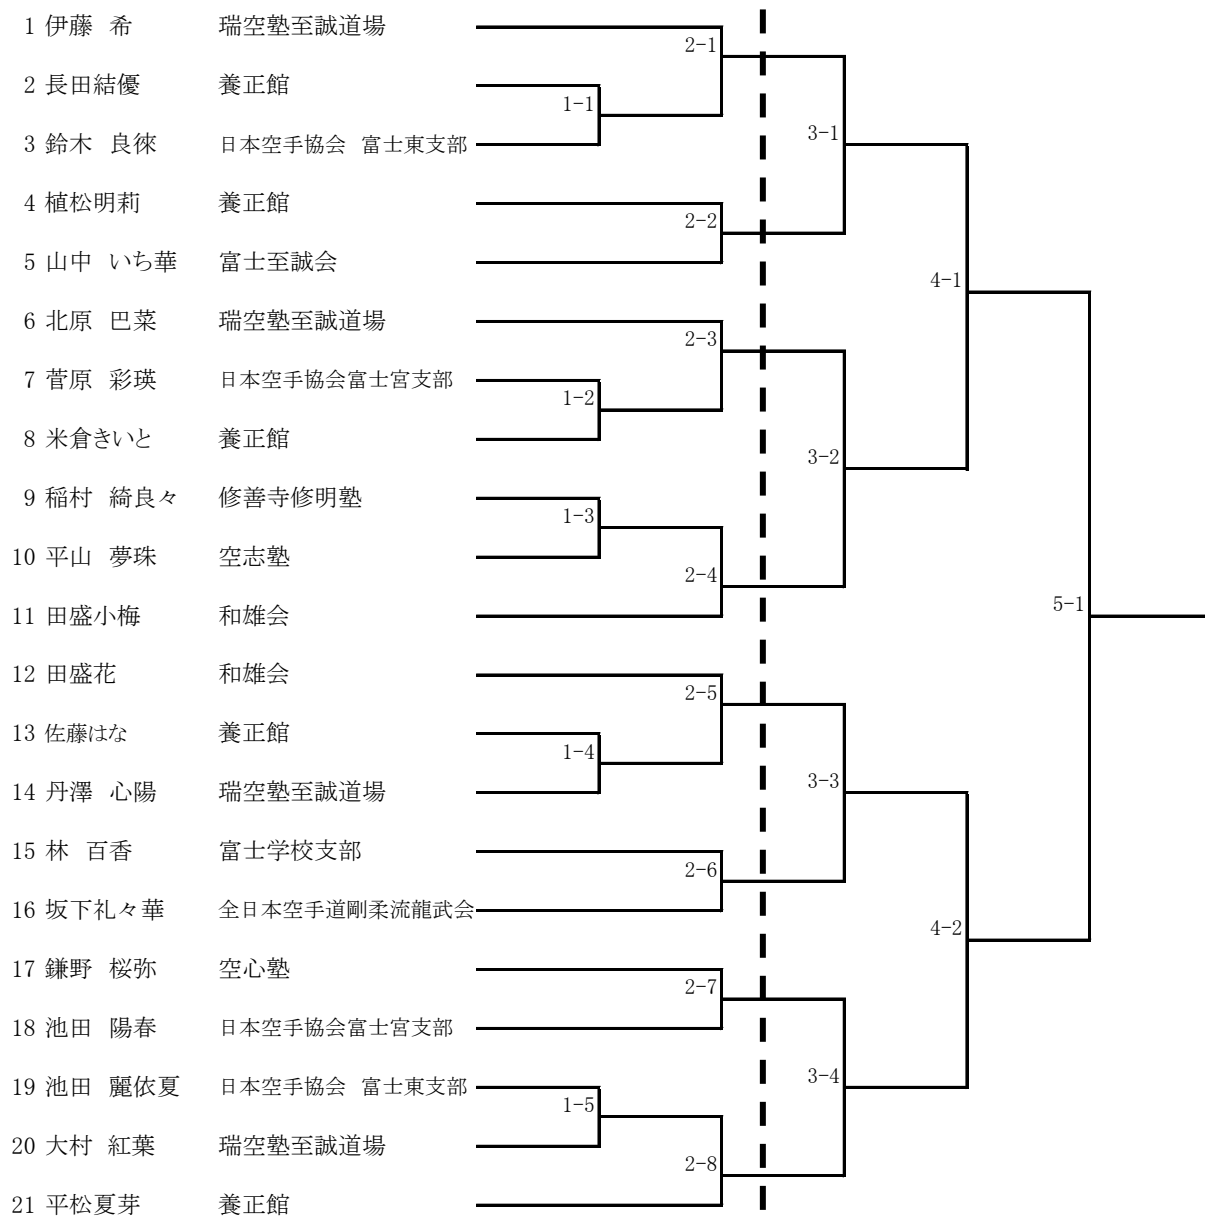 1 伊藤 希 瑞空塾至誠道場
2-1
2 長田結優 養正館
1-1
3-1
3 鈴木 良徠 日本空手協会 富士東支部
4 植松明莉 養正館
2-2
5 山中 いち華 富士至誠会
4-1
6 北原 巴菜 瑞空塾至誠道場
2-3
7 菅原 彩瑛 日本空手協会富士宮支部
1-2
8 米倉きいと 養正館
3-2
9 稲村 綺良々 修善寺修明塾
1-3
10 平山 夢珠 空志塾
2-4
5-1
11 田盛小梅 和雄会
12 田盛花 和雄会
2-5
13 佐藤はな 養正館
1-4
3-3
14 丹澤 心陽 瑞空塾至誠道場
15 林 百香 富士学校支部
2-6
16 坂下礼々華 全日本空手道剛柔流龍武会
4-2
17 鎌野 桜弥 空心塾
2-7
18 池田 陽春 日本空手協会富士宮支部
3-4
19 池田 麗依夏 日本空手協会 富士東支部
1-5
20 大村 紅葉 瑞空塾至誠道場
2-8
21 平松夏芽 養正館